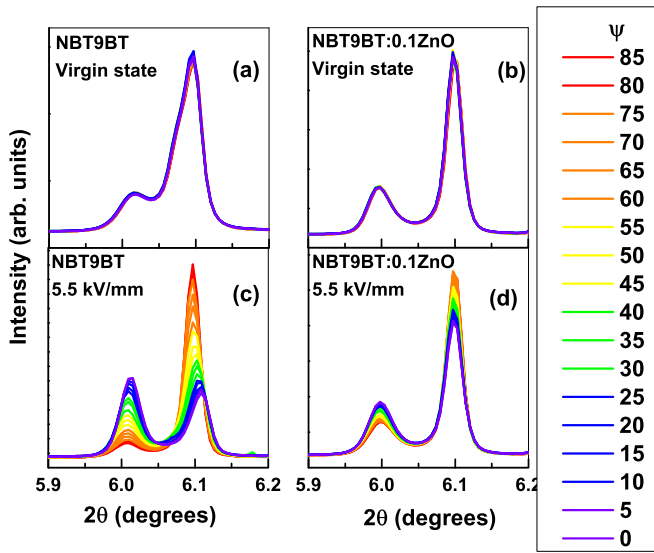 NBT9BT
Virgin state
(a)
NBT9BT:0.1ZnO
Virgin state
(b)
NBT9BT
5.5 kV/mm
(c)
NBT9BT:0.1ZnO
5.5 kV/mm
(d)
Intensity (arb. units)
5.9 6.0 6.1 6.2
5.9 6.0 6.1 6.2
2θ (degrees)
2θ (degrees)
ψ
85
80
75
70
65
60
55
50
45
40
35
30
25
20
15
10
5
0